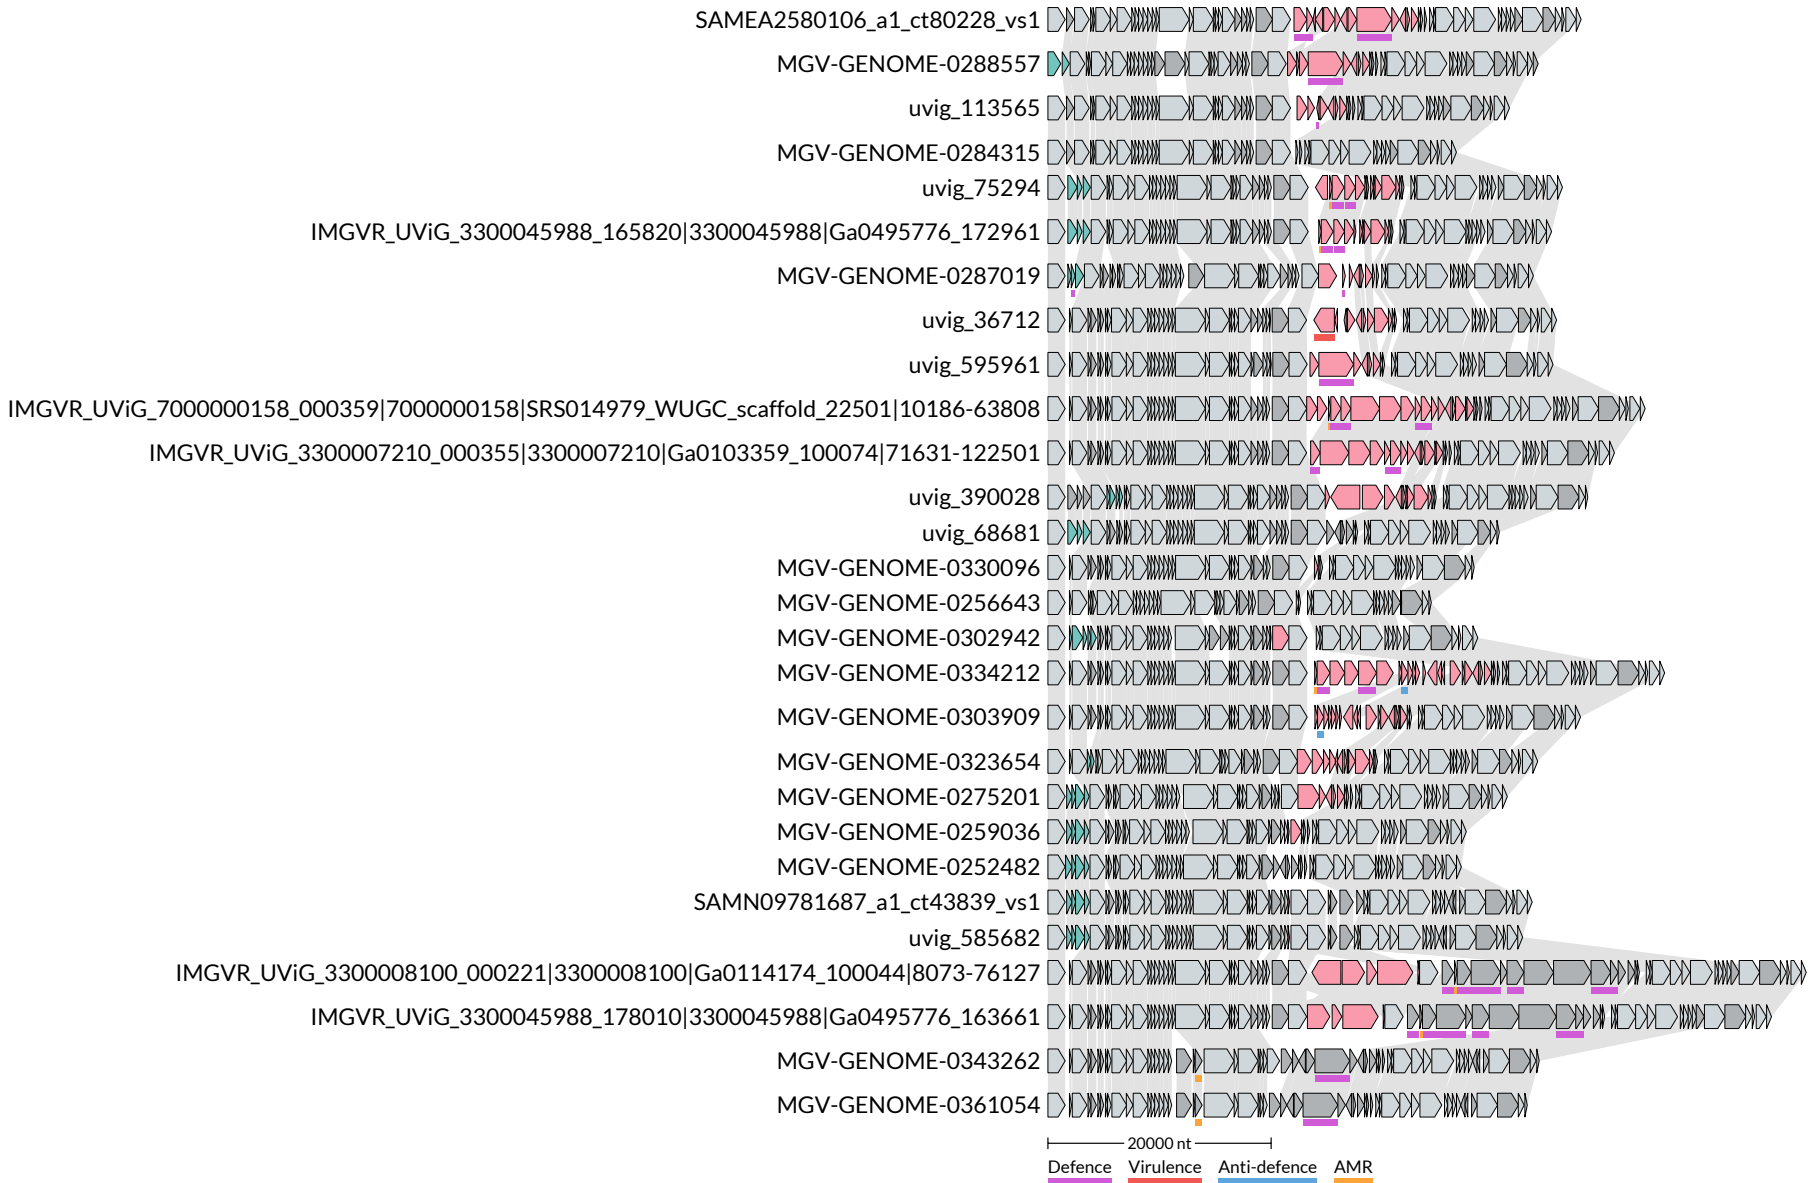 SAMEA2580106_a1_ct80228_vs1
MGV-GENOME-0288557
uvig_113565
MGV-GENOME-0284315
uvig_75294
IMGVR_UViG_3300045988_165820|3300045988|Ga0495776_172961
MGV-GENOME-0287019
uvig_36712
uvig_595961
IMGVR_UViG_7000000158_000359|7000000158|SRS014979_WUGC_scaffold_22501|10186-63808
IMGVR_UViG_3300007210_000355|3300007210|Ga0103359_100074|71631-122501
uvig_390028
uvig_68681
MGV-GENOME-0330096
MGV-GENOME-0256643
MGV-GENOME-0302942
MGV-GENOME-0334212
MGV-GENOME-0303909
MGV-GENOME-0323654
MGV-GENOME-0275201
MGV-GENOME-0259036
MGV-GENOME-0252482
SAMN09781687_a1_ct43839_vs1
uvig_585682
IMGVR_UViG_3300008100_000221|3300008100|Ga0114174_100044|8073-76127
IMGVR_UViG_3300045988_178010|3300045988|Ga0495776_163661
MGV-GENOME-0343262
MGV-GENOME-0361054
20000 nt
Defence Virulence Anti-defence AMR